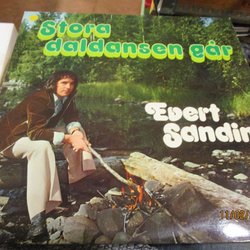 Stora
daldansen går
Evert
Sandin